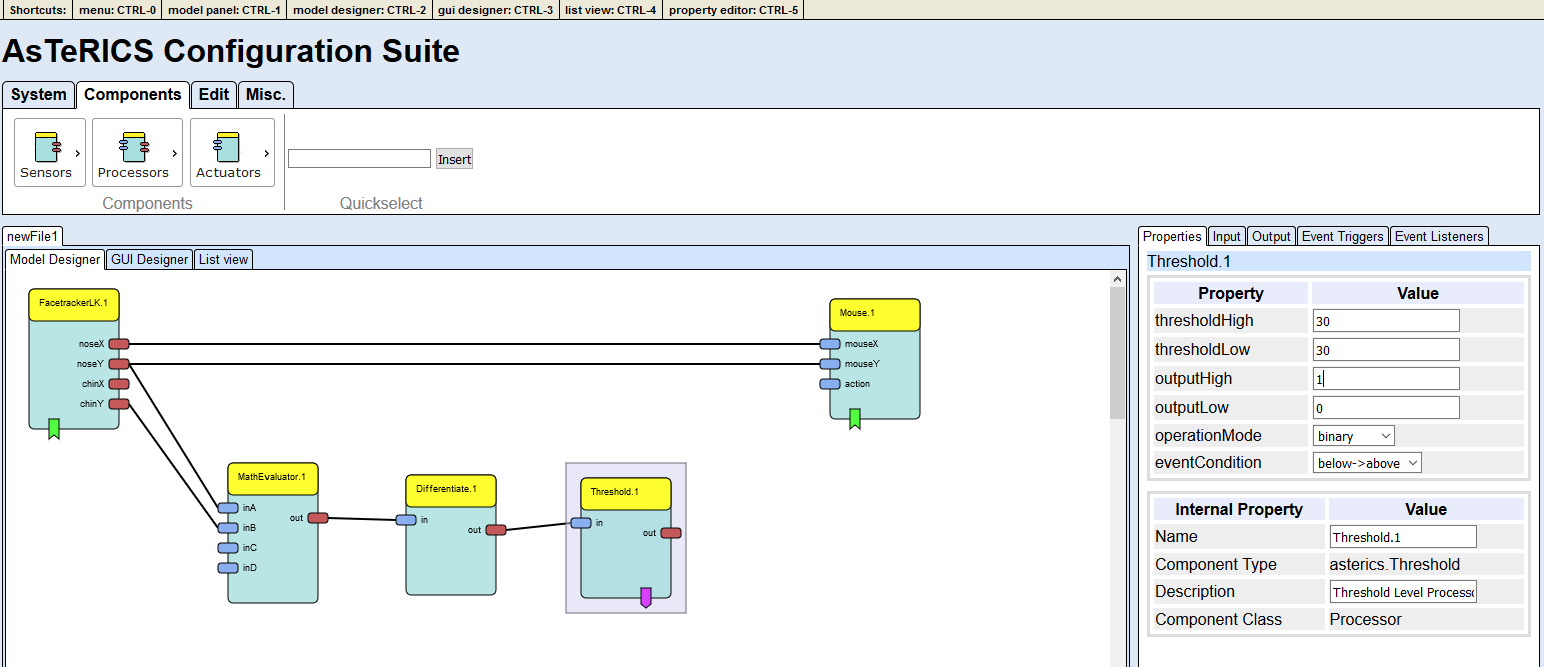 Shortcuts: menu: CTRL-0 model panel: CTRL-1 model designer: CTRL-2 gui designer: CTRL-3 list view: CTRL-4 property editor: CTRL-5
AsTeRICS Configuration Suite
System Components Edit Misc.
Sensors Processors Actuators
Insert
Components Quickselect
newFile1
Model Designer GUI Designer List view
FacetrackerLK.1
noseX
noseY
chinX
chinY
Mouse.1
mouseX
mouseY
action
MathEvaluator.1
inA
inB
inC
inD
out
Differentiate.1
in
out
Threshold.1
in
out
Properties Input Output Event Triggers Event Listeners
Threshold.1
Property Value
thresholdHigh 30
thresholdLow 30
outputHigh 1
outputLow 0
operationMode binary
eventCondition below->above
Internal Property Value
Name Threshold.1
Component Type asterics.Threshold
Description Threshold Level Processo
Component Class Processor